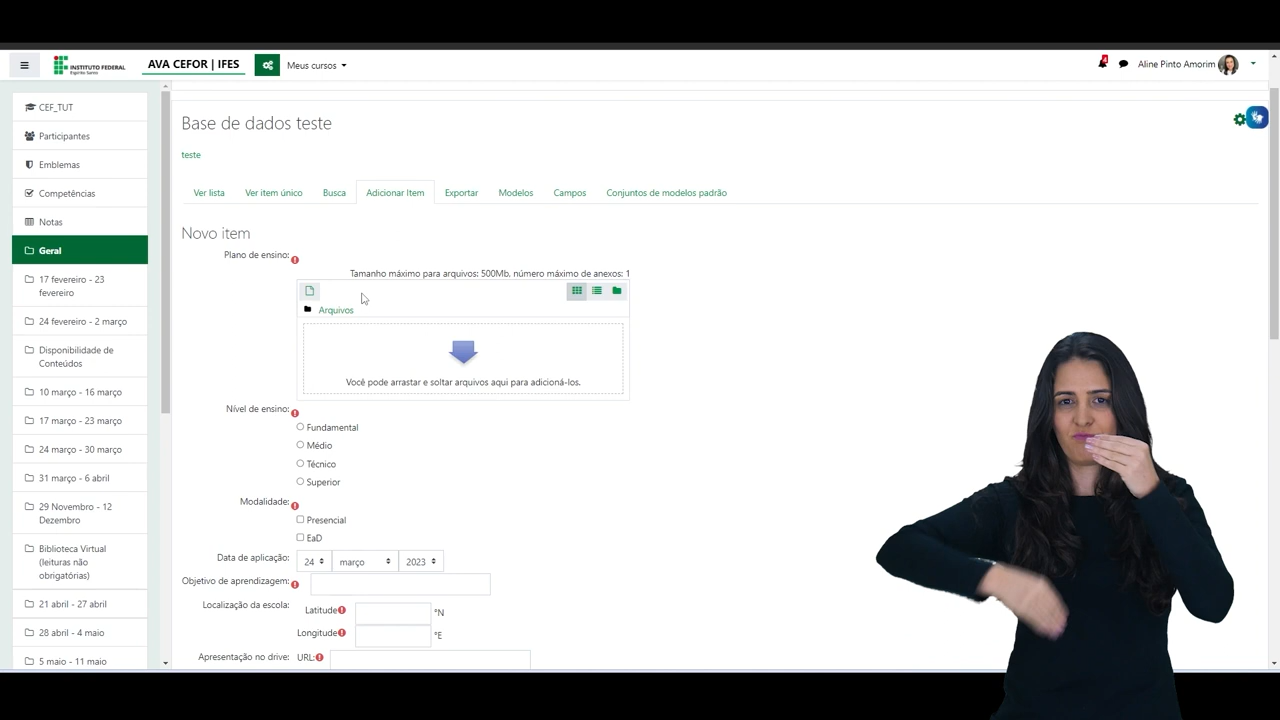 INSTITUTO FEDERAL
Espírito Santo
AVA CEFOR | IFES
Meus cursos
Aline Pinto Amorim
CEF_TUT
Participantes
Emblemas
Competências
Notas
Geral
17 fevereiro - 23
fevereiro
24 fevereiro - 2 março
Disponibilidade de
Conteúdos
10 março - 16 março
17 março - 23 março
24 março - 30 março
31 março - 6 abril
29 Novembro - 12
Dezembro
Biblioteca Virtual
(leituras não
obrigatórias)
21 abril - 27 abril
28 abril - 4 maio
5 maio - 11 maio
Base de dados teste
teste
Ver lista
Ver item único
Busca
Adicionar Item
Exportar
Modelos
Campos
Conjuntos de modelos padrão
Novo item
Plano de ensino:
Tamanho máximo para arquivos: 500Mb, número máximo de anexos: 1
Arquivos
Você pode arrastar e soltar arquivos aqui para adicioná-los.
Nível de ensino:
Fundamental
Médio
Técnico
Superior
Modalidade:
Presencial
EaD
Data de aplicação: 24 março 2023
Objetivo de aprendizagem:
Localização da escola:
Latitude °N
Longitude °E
Apresentação no drive: URL: